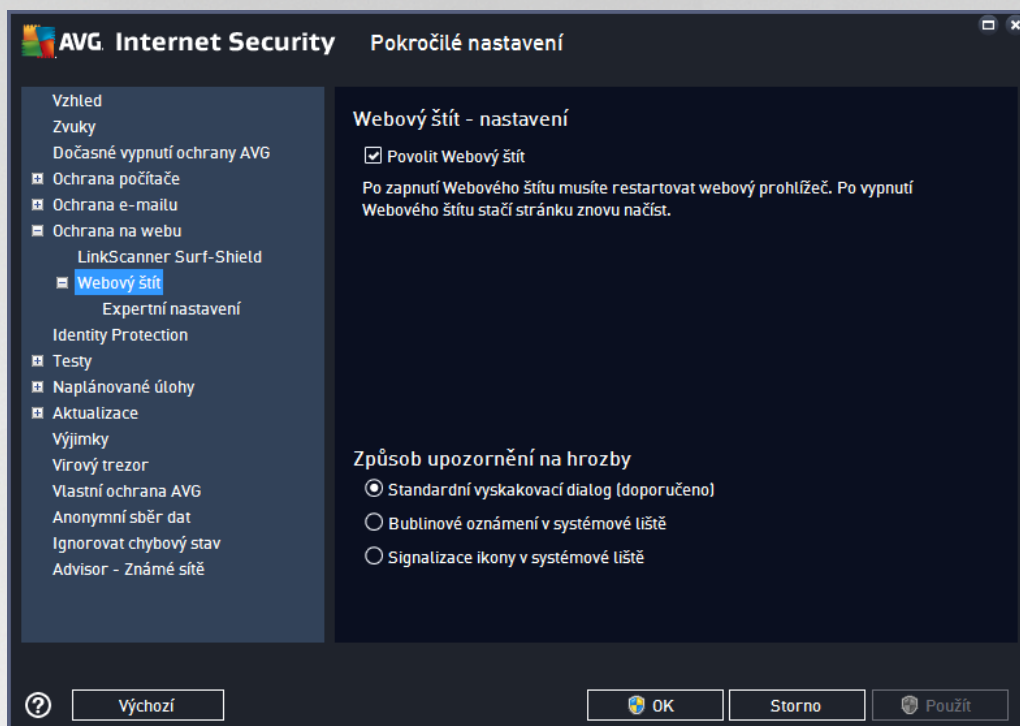 AVG. Internet Security Pokročilé nastavení
Vzhled
Zvuky
Dočasné vypnutí ochrany AVG
Ochrana počítače
Ochrana e-mailu
Ochrana na webu
LinkScanner Surf-Shield
Webový štít
Expertní nastavení
Identity Protection
Testy
Naplánované úlohy
Aktualizace
Výjimky
Virový trezor
Vlastní ochrana AVG
Anonymní sběr dat
Ignorovat chybový stav
Advisor - Známé sítě
Webový štít - nastavení
Povolit Webový štít
Po zapnutí Webového štítu musíte restartovat webový prohlížeč. Po vypnutí
Webového štítu stačí stránku znovu načíst.
Způsob upozornění na hrozby
Standardní vyskakovací dialog (doporučeno)
Bublinové oznámení v systémové liště
Signalizace ikony v systémové liště
? Výchozí OK Storno Použít